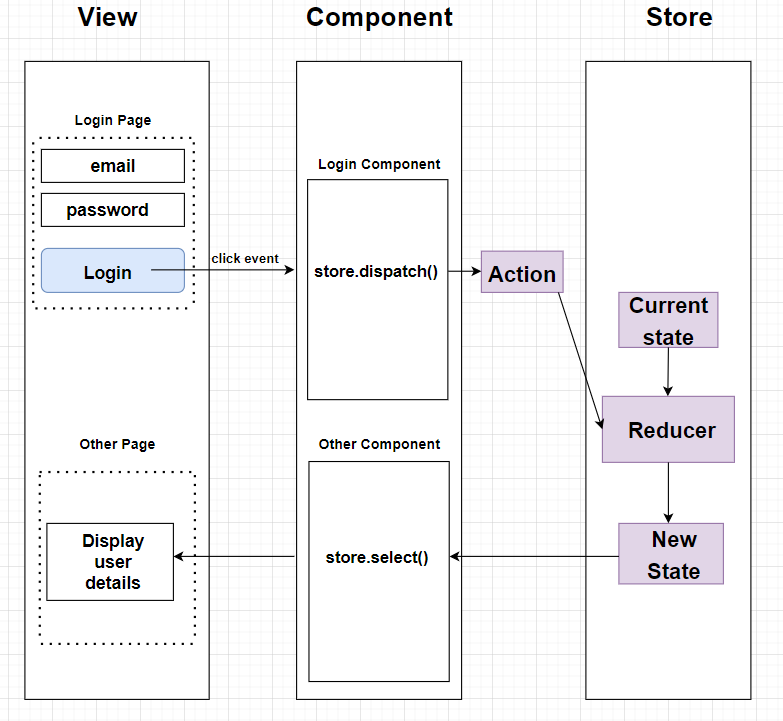 View
Component
Store
Login Page
email
password
Login
click event
Login Component
store.dispatch()
Action
Current
state
Reducer
New
State
Other Component
store.select()
Other Page
Display
user
details